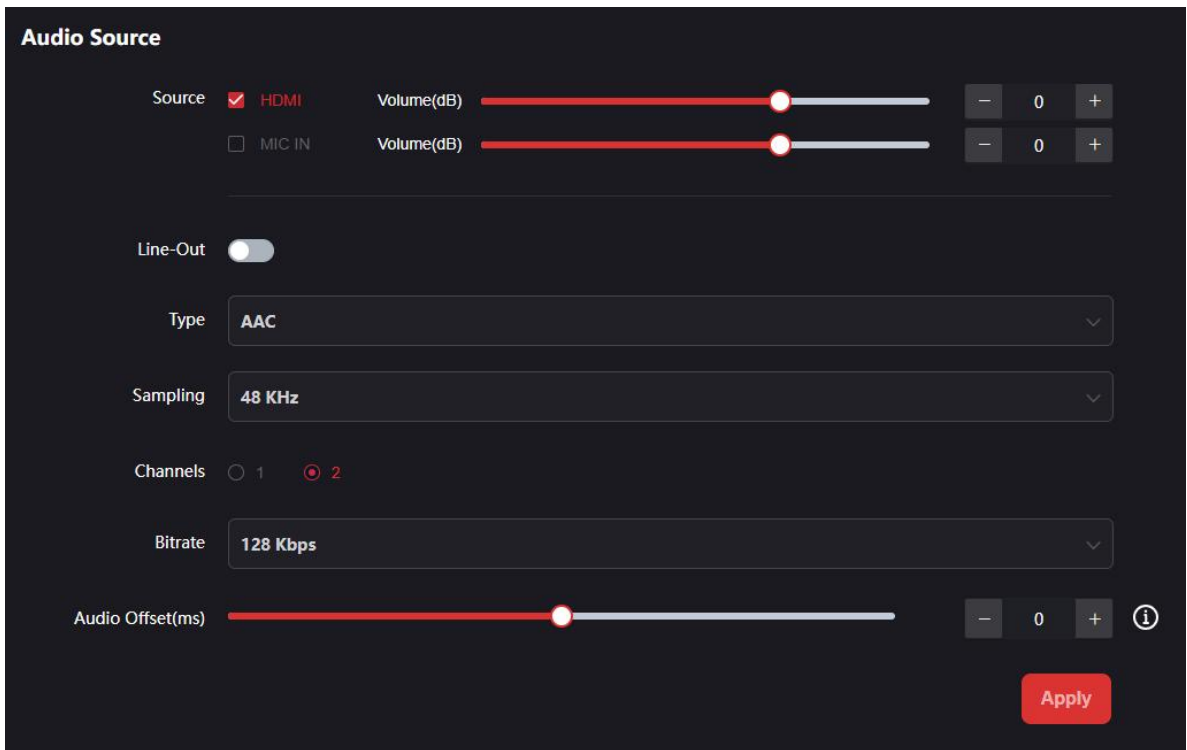 Audio Source
Source HDMI Volume(dB) − 0 +
MIC IN Volume(dB) − 0 +
Line-Out
Type AAC
Sampling 48 KHz
Channels 1 2
Bitrate 128 Kbps
Audio Offset(ms) − 0 + i
Apply